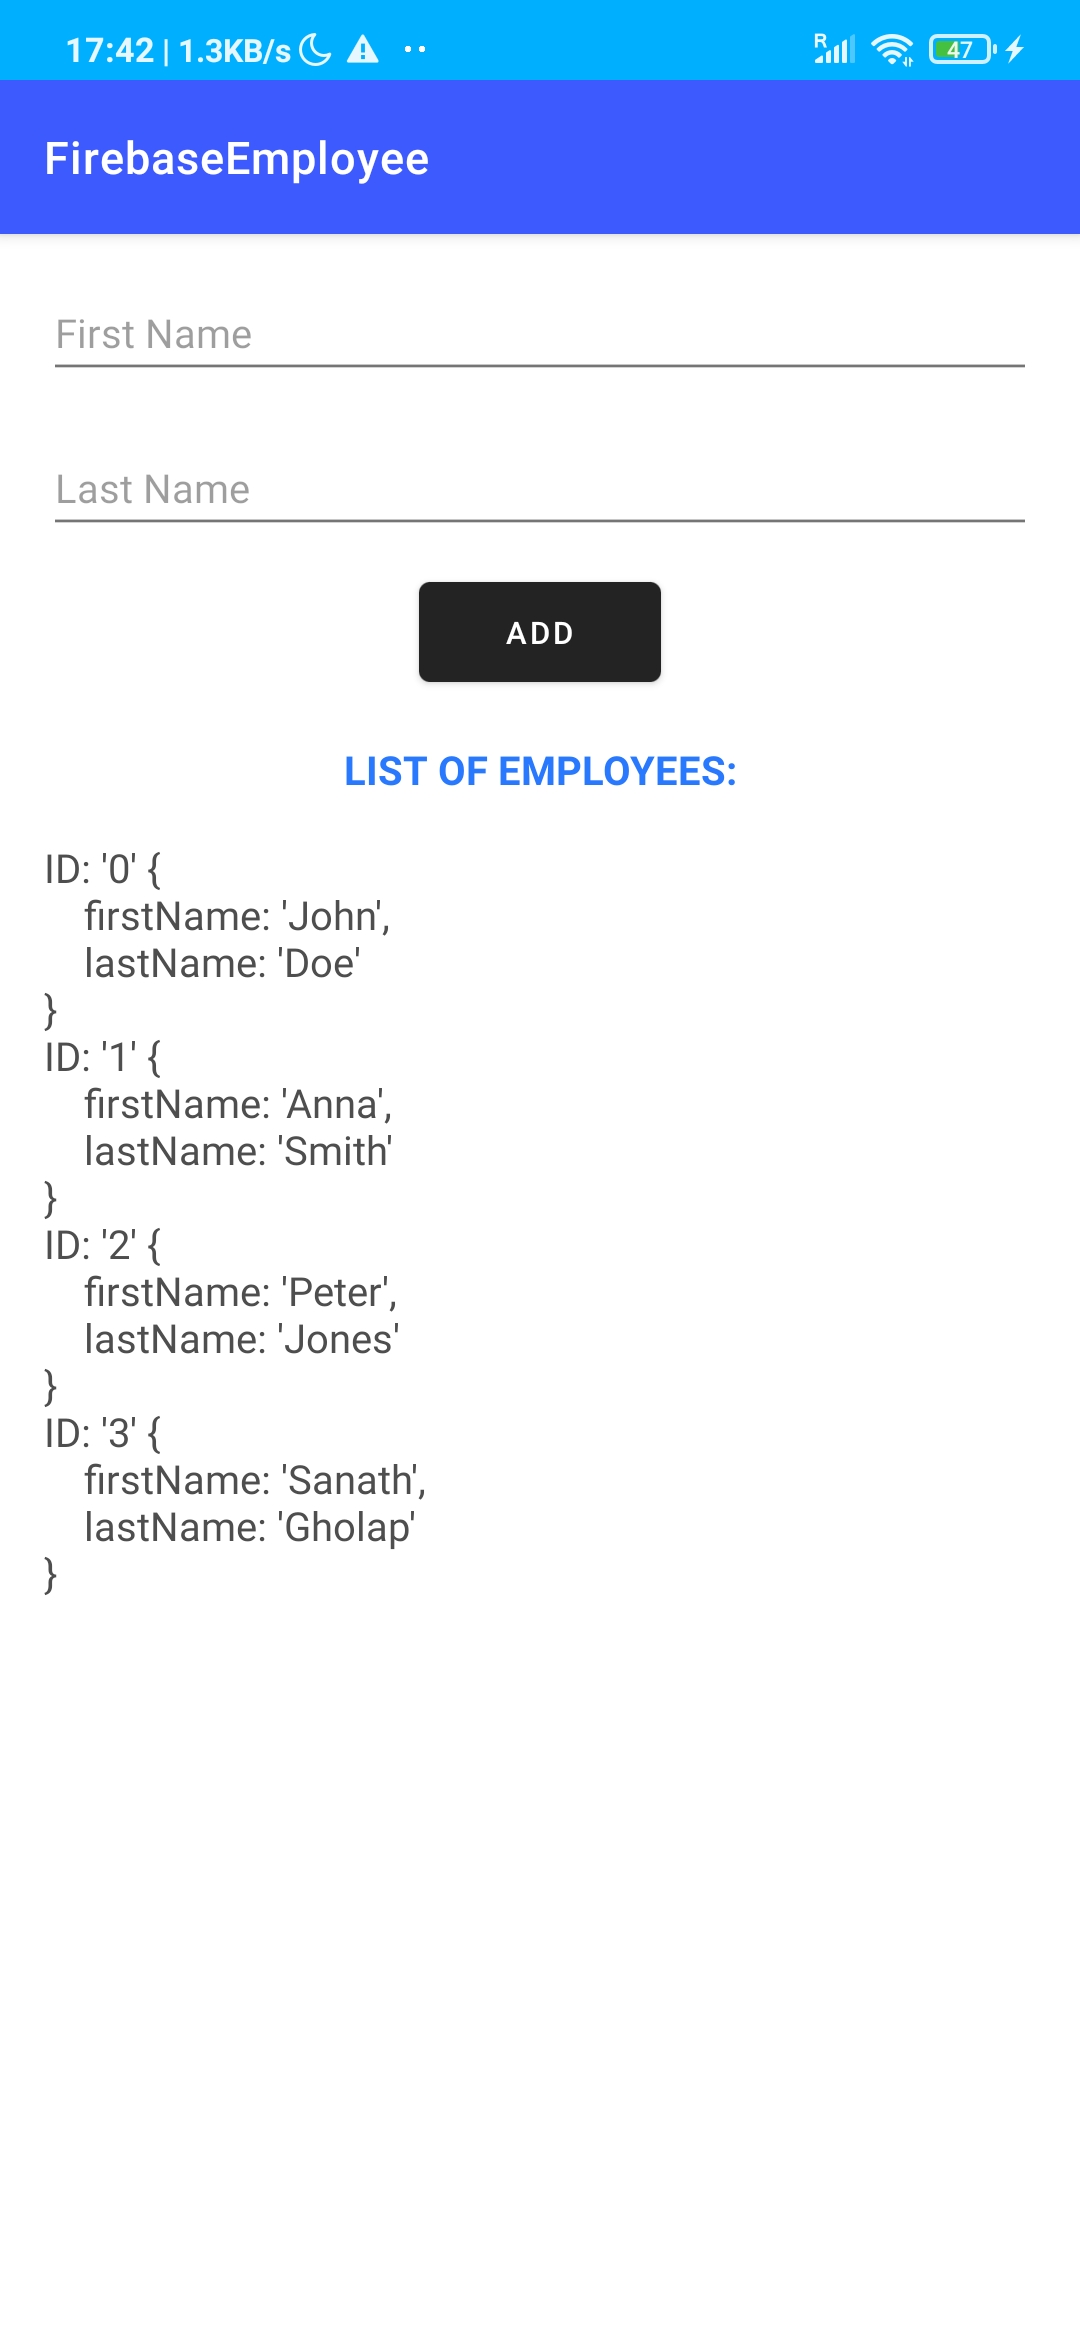 17:42 | 1.3KB/s
R
47
FirebaseEmployee
First Name
Last Name
ADD
LIST OF EMPLOYEES:
ID: '0' {
    firstName: 'John',
    lastName: 'Doe'
}
ID: '1' {
    firstName: 'Anna',
    lastName: 'Smith'
}
ID: '2' {
    firstName: 'Peter',
    lastName: 'Jones'
}
ID: '3' {
    firstName: 'Sanath',
    lastName: 'Gholap'
}